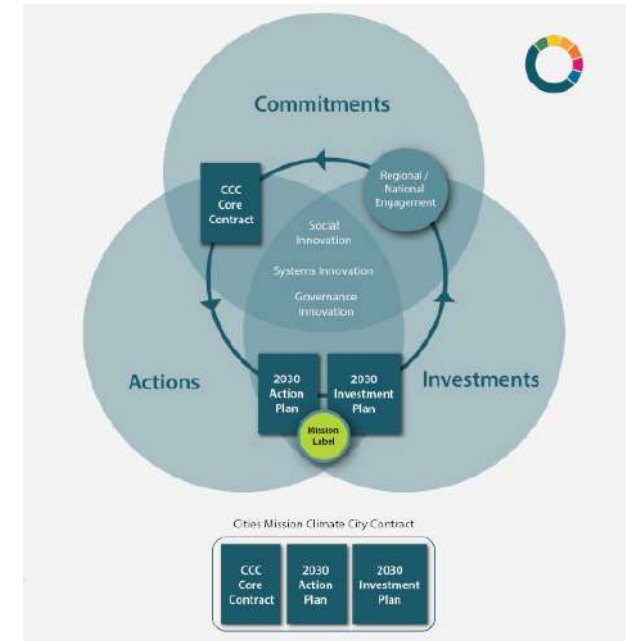 Commitments
CCC
Core
Contract
Regional /
National
Engagement
Social
Innovation
Systems Innovation
Governance
Innovation
Actions
Investments
2030
Action
Plan
2030
Investment
Plan
Mission
Label
Cities Mission Climate City Contract
CCC
Core
Contract
2030
Action
Plan
2030
Investment
Plan